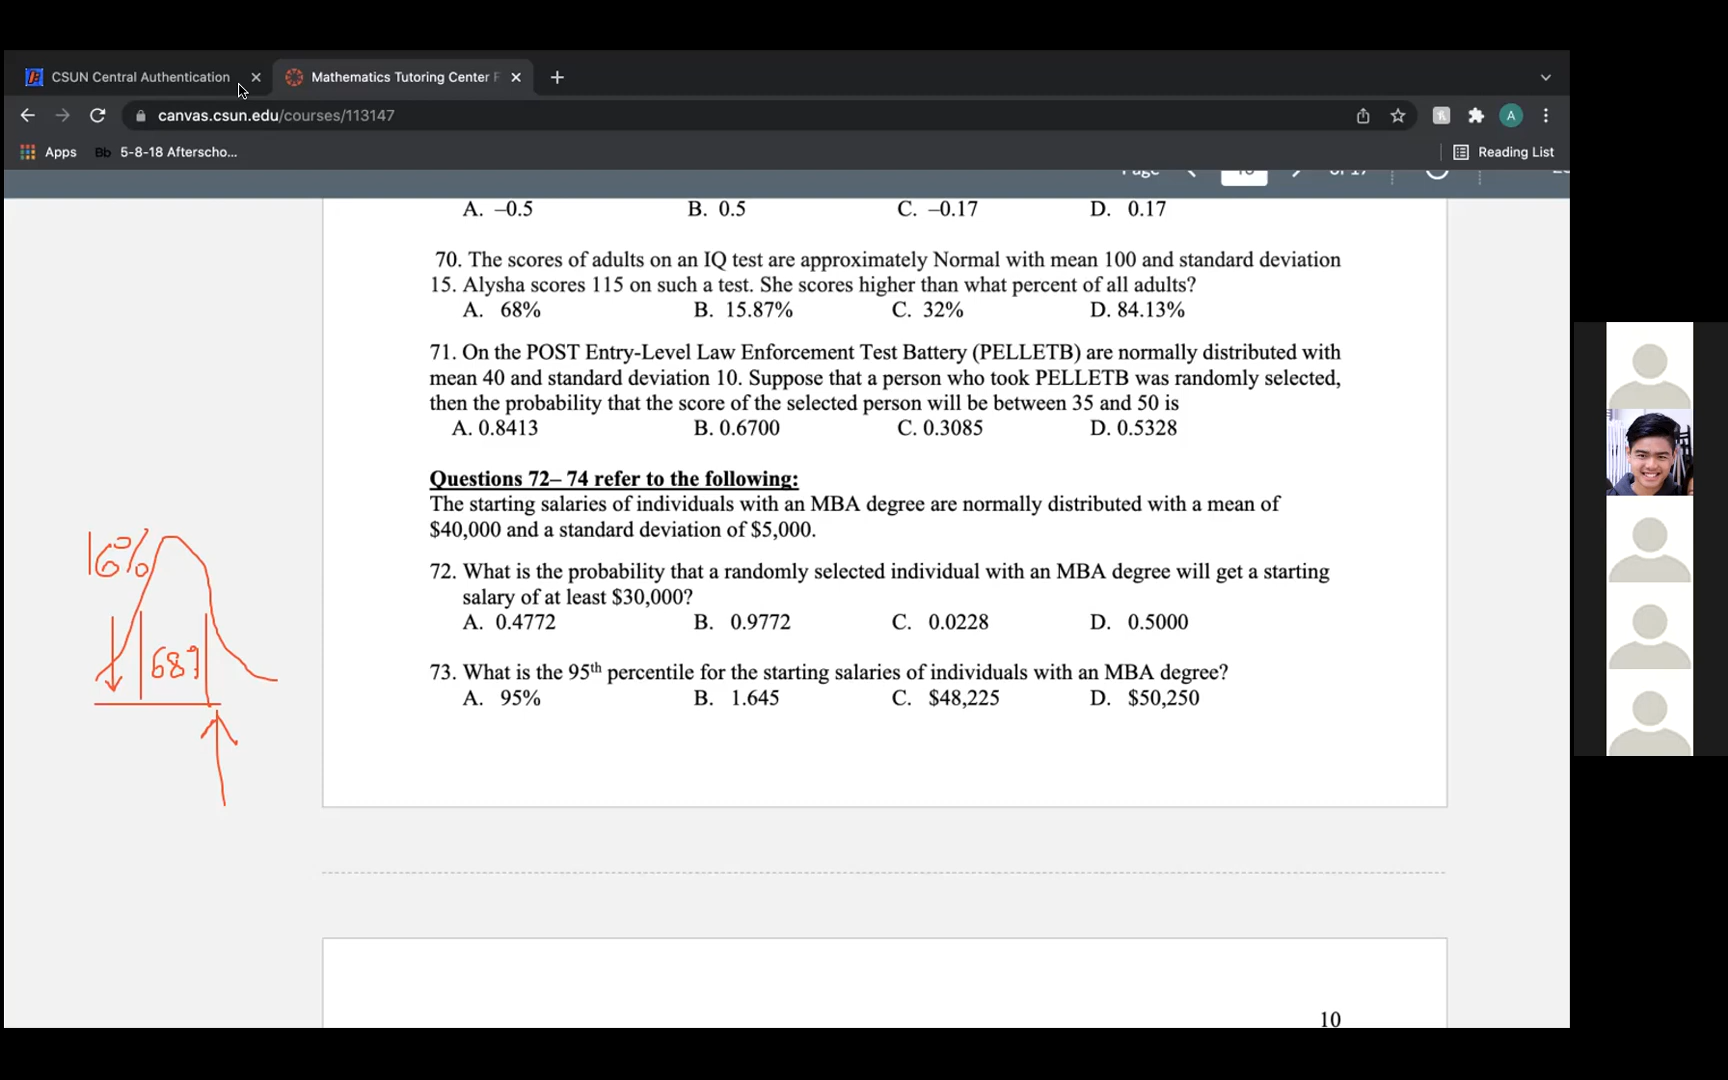 CSUN Central Authentication
Mathematics Tutoring Center F
canvas.csun.edu/courses/113147
A
Apps
Bb 5-8-18 Afterscho...
Reading List
Page
of 17
A. –0.5 B. 0.5 C. –0.17 D. 0.17
70. The scores of adults on an IQ test are approximately Normal with mean 100 and standard deviation
15. Alysha scores 115 on such a test. She scores higher than what percent of all adults?
A. 68% B. 15.87% C. 32% D. 84.13%
71. On the POST Entry-Level Law Enforcement Test Battery (PELLETB) are normally distributed with
mean 40 and standard deviation 10. Suppose that a person who took PELLETB was randomly selected,
then the probability that the score of the selected person will be between 35 and 50 is
A. 0.8413 B. 0.6700 C. 0.3085 D. 0.5328
Questions 72– 74 refer to the following:
The starting salaries of individuals with an MBA degree are normally distributed with a mean of
$40,000 and a standard deviation of $5,000.
72. What is the probability that a randomly selected individual with an MBA degree will get a starting
salary of at least $30,000?
A. 0.4772 B. 0.9772 C. 0.0228 D. 0.5000
73. What is the 95th percentile for the starting salaries of individuals with an MBA degree?
A. 95% B. 1.645 C. $48,225 D. $50,250
16%
68
10